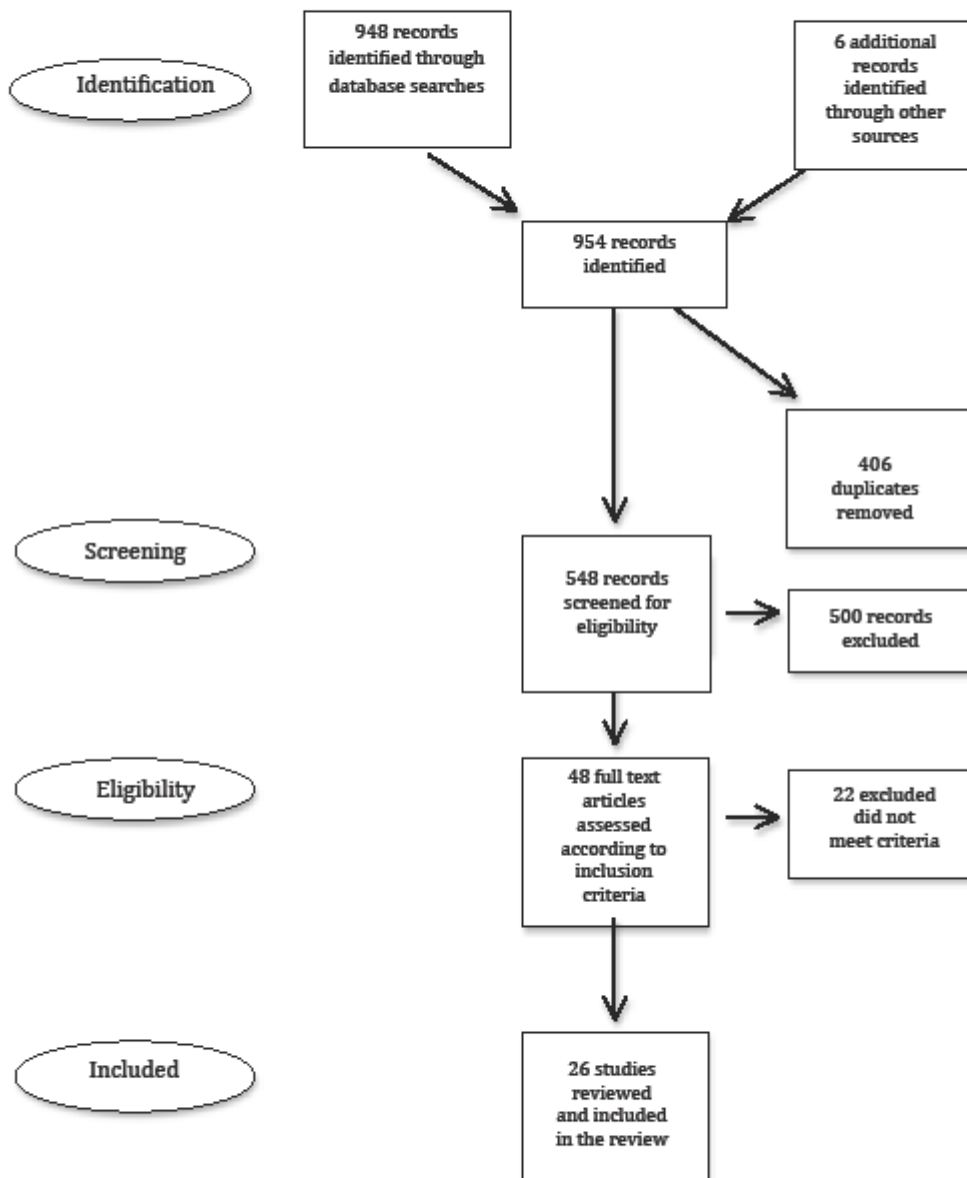 948 records
identified through
database searches
6 additional
records
identified
through other
sources
Identification
954 records
identified
406
duplicates
removed
Screening
548 records
screened for
eligibility
500 records
excluded
Eligibility
48 full text
articles
assessed
according to
inclusion
criteria
22 excluded
did not
meet criteria
Included
26 studies
reviewed
and included
in the review